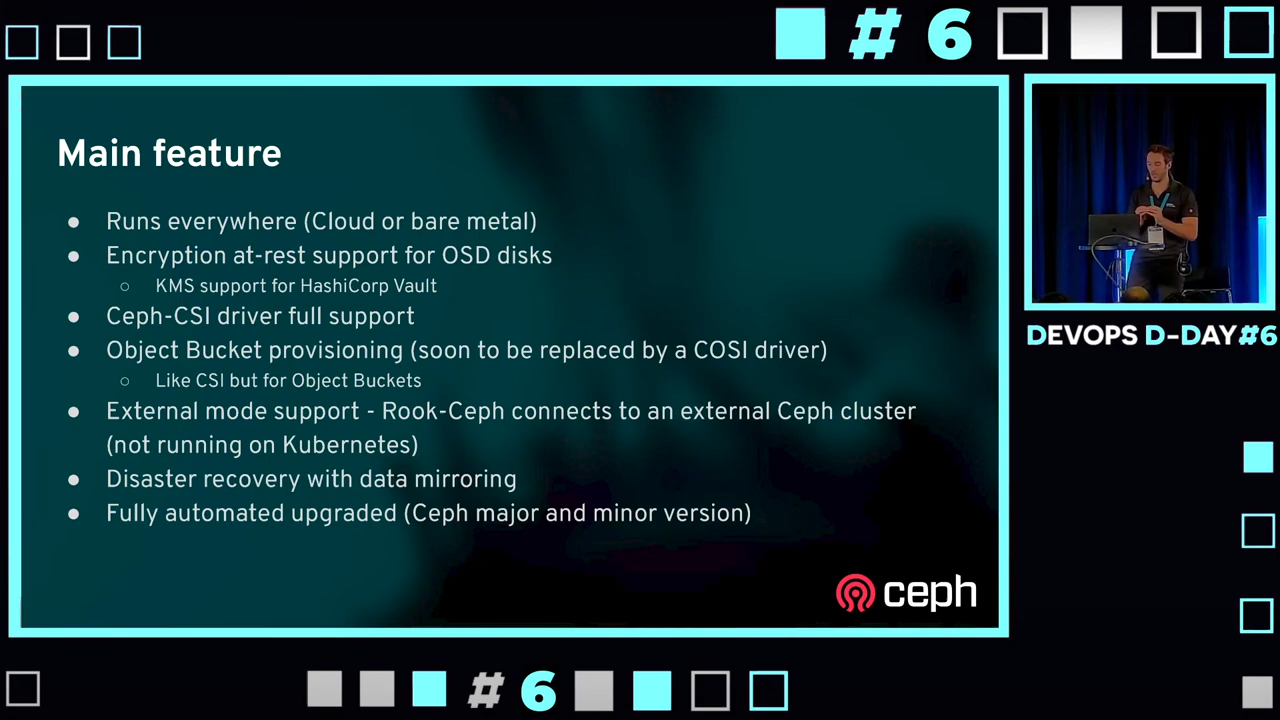 # 6
Main feature
● Runs everywhere (Cloud or bare metal)
● Encryption at-rest support for OSD disks
○ KMS support for HashiCorp Vault
● Ceph-CSI driver full support
● Object Bucket provisioning (soon to be replaced by a COSI driver)
○ Like CSI but for Object Buckets
● External mode support - Rook-Ceph connects to an external Ceph cluster
(not running on Kubernetes)
● Disaster recovery with data mirroring
● Fully automated upgraded (Ceph major and minor version)
ceph
DEVOPS D-DAY#6
# 6